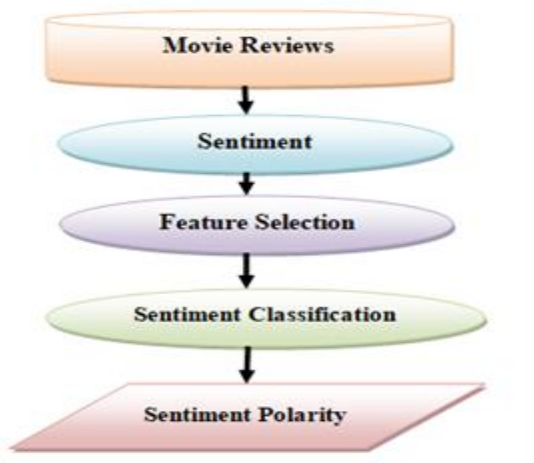 Movie Reviews
Sentiment
Feature Selection
Sentiment Classification
Sentiment Polarity